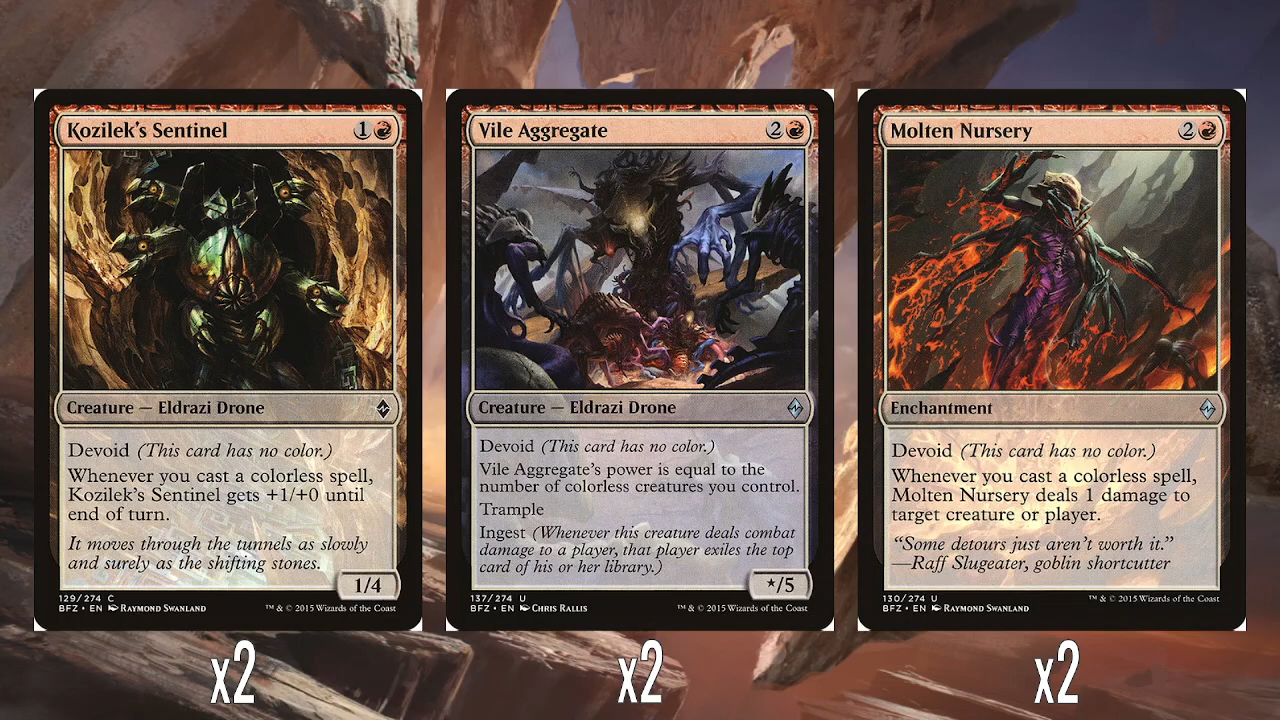 Kozilek's Sentinel 1
Creature — Eldrazi Drone
Devoid (This card has no color.)
Whenever you cast a colorless spell,
Kozilek's Sentinel gets +1/+0 until
end of turn.
It moves through the tunnels as slowly
and surely as the shifting stones.
1/4
129/274 C
BFZ • EN Raymond Swanland ™ & © 2015 Wizards of the Coast
x2
Vile Aggregate 2
Creature — Eldrazi Drone
Devoid (This card has no color.)
Vile Aggregate's power is equal to the
number of colorless creatures you control.
Trample
Ingest (Whenever this creature deals combat
damage to a player, that player exiles the top
card of his or her library.)
*/5
137/274 U
BFZ • EN Chris Rallis ™ & © 2015 Wizards of the Coast
x2
Molten Nursery 2
Enchantment
Devoid (This card has no color.)
Whenever you cast a colorless spell,
Molten Nursery deals 1 damage to
target creature or player.
"Some detours just aren't worth it."
—Raff Slugeater, goblin shortcutter
130/274 U
BFZ • EN Raymond Swanland ™ & © 2015 Wizards of the Coast
x2